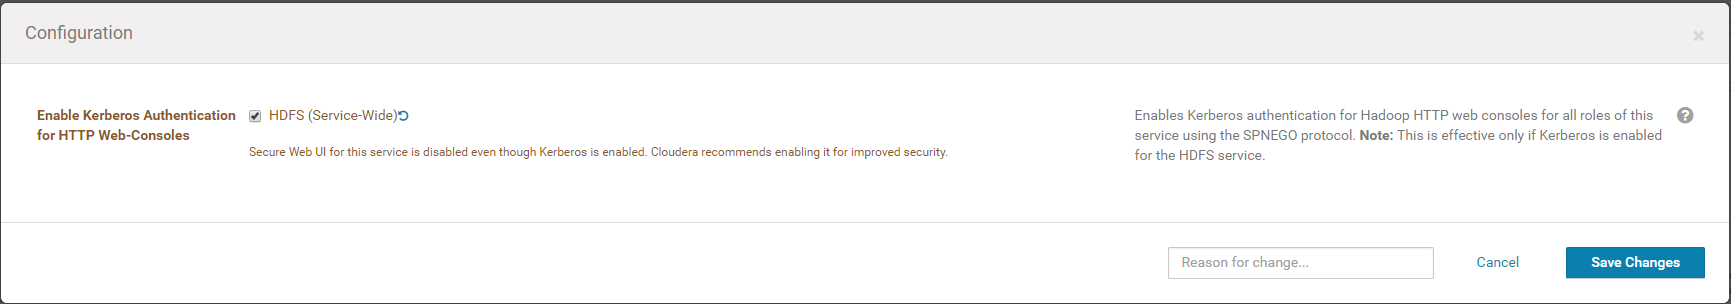 Configuration
×
Enable Kerberos Authentication
for HTTP Web-Consoles
HDFS (Service-Wide)
Secure Web UI for this service is disabled even though Kerberos is enabled. Cloudera recommends enabling it for improved security.
Enables Kerberos authentication for Hadoop HTTP web consoles for all roles of this
service using the SPNEGO protocol. Note: This is effective only if Kerberos is enabled
for the HDFS service.
?
Reason for change...
Cancel
Save Changes